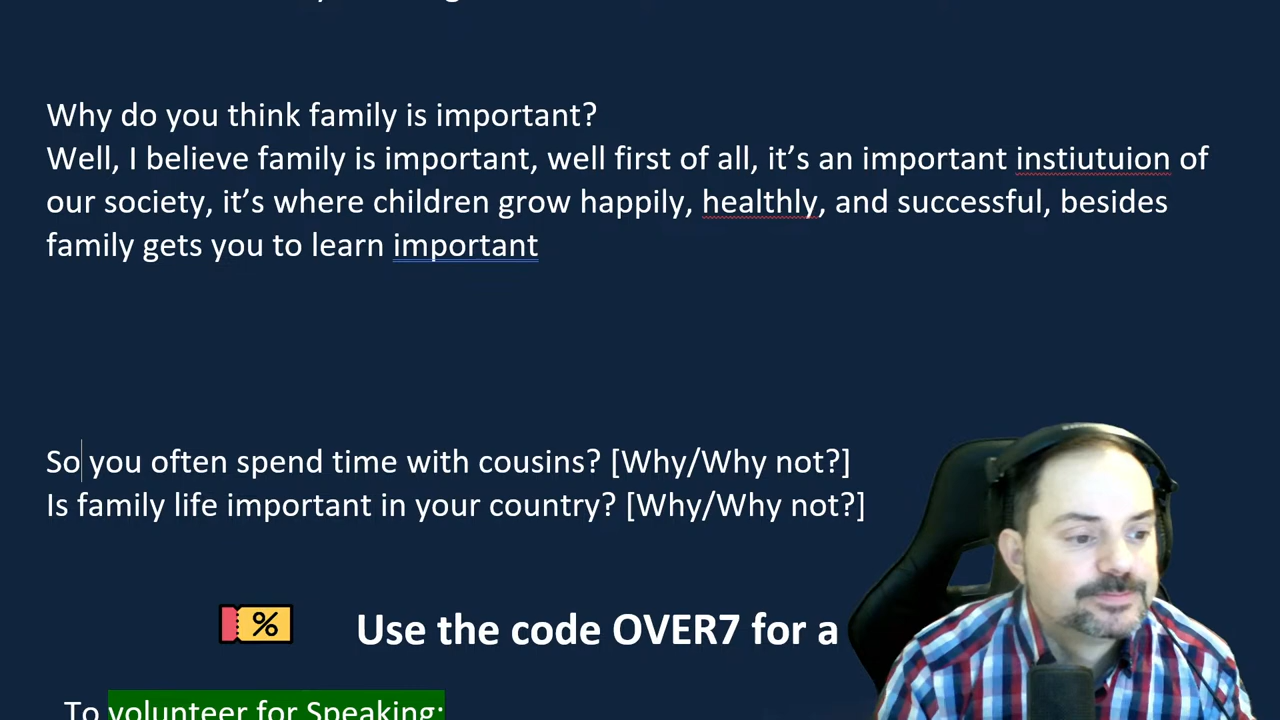 Why do you think family is important?
Well, I believe family is important, well first of all, it’s an important instiutuion of
our society, it’s where children grow happily, healthly, and successful, besides
family gets you to learn important
So you often spend time with cousins? [Why/Why not?]
Is family life important in your country? [Why/Why not?]
%
Use the code OVER7 for a
To volunteer for Speaking: